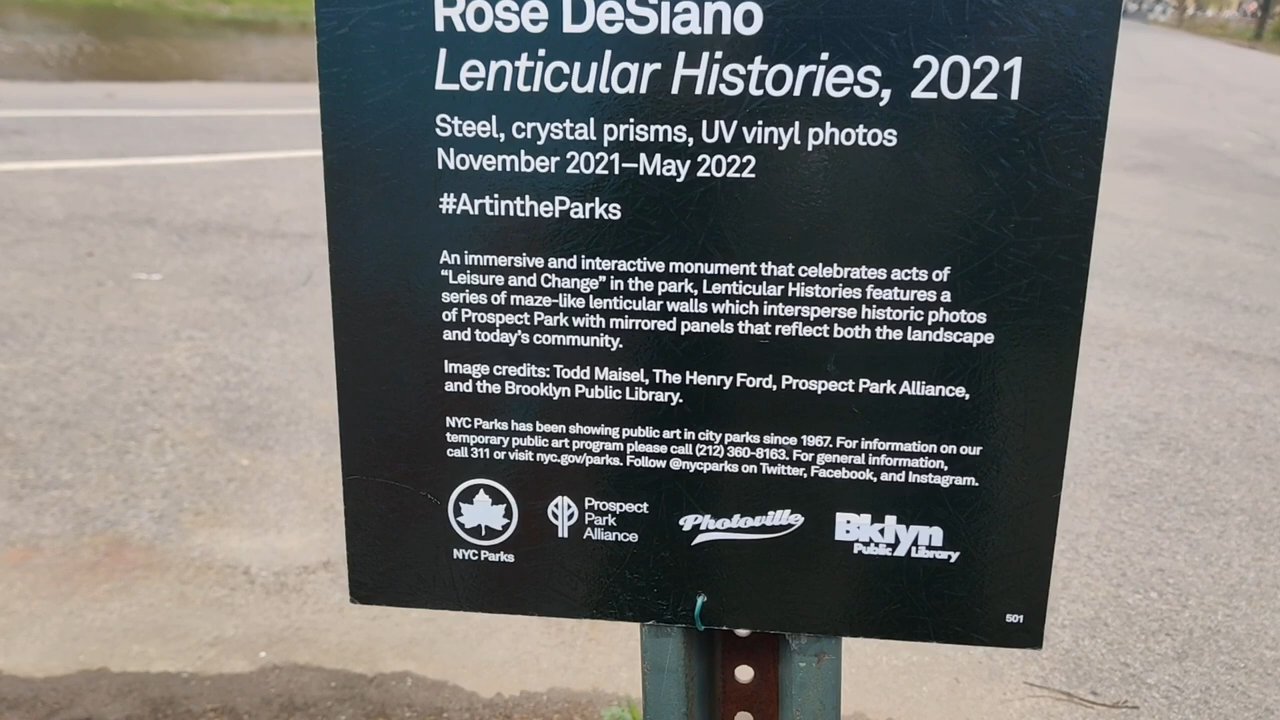 Rose DeSiano
Lenticular Histories, 2021
Steel, crystal prisms, UV vinyl photos
November 2021–May 2022
#ArtintheParks
An immersive and interactive monument that celebrates acts of
“Leisure and Change” in the park, Lenticular Histories features a
series of maze-like lenticular walls which intersperse historic photos
of Prospect Park with mirrored panels that reflect both the landscape
and today’s community.
Image credits: Todd Maisel, The Henry Ford, Prospect Park Alliance,
and the Brooklyn Public Library.
NYC Parks has been showing public art in city parks since 1967. For information on our
temporary public art program please call (212) 360-8163. For general information,
call 311 or visit nyc.gov/parks. Follow @nycparks on Twitter, Facebook, and Instagram.
NYC Parks
Prospect
Park
Alliance
Photoville
Bklyn
Public Library
501